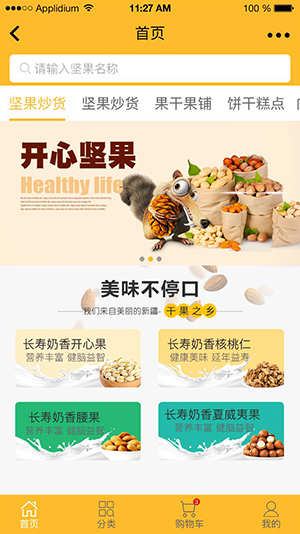 Applidium 11:27 AM 100 %
首页
请输入坚果名称
坚果炒货 坚果炒货 果干果铺 饼干糕点
开心坚果
Healthy life
美味不停口
我们来自美丽的新疆- 干果之乡
长寿奶香开心果
营养丰富 健脑益智
长寿奶香核桃仁
健康美味 延年益寿
长寿奶香腰果
营养丰富 健脑益智
长寿奶香夏威夷果
营养丰富 健脑益智
3
首页 分类 购物车 我的